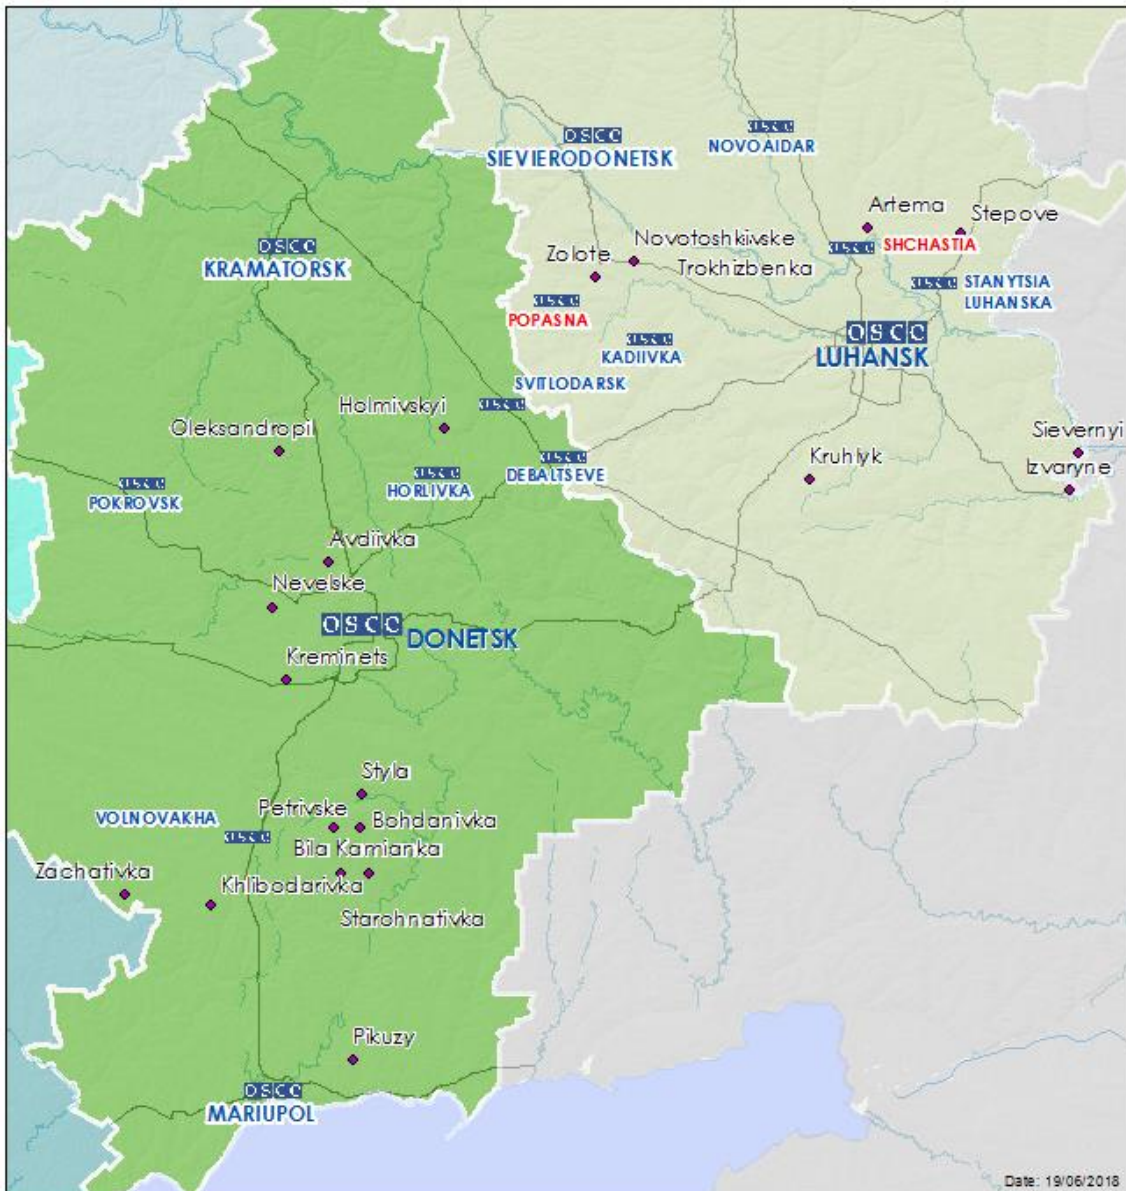 OSCE
SIEVIERODONETSK
OSCE
NOVOAIDAR
Artema
Stepove
OSCE
SHCHASTIA
OSCE
KRAMATORSK
Novotoshkivske
Zolote
Trokhizbenka
OSCE
STANYTSIA
LUHANSKA
OSCE
POPASNA
OSCE
KADIIVKA
OSCE
LUHANSK
SVITLODARSK
OSCE
Holmivskyi
Oleksandropil
Sievernyi
Kruhlyk
Izvaryne
OSCE
POKROVSK
OSCE
HORLIVKA
OSCE
DEBALTSEVE
Avdiivka
Nevelske
OSCE
DONETSK
Kreminets
Styla
VOLNOVAKHA
OSCE
Petrivske
Bohdanivka
Bila Kamianka
Zachativka
Khlibodarivka
Starohnativka
Pikuzy
OSCE
MARIUPOL
Date: 19/06/2018